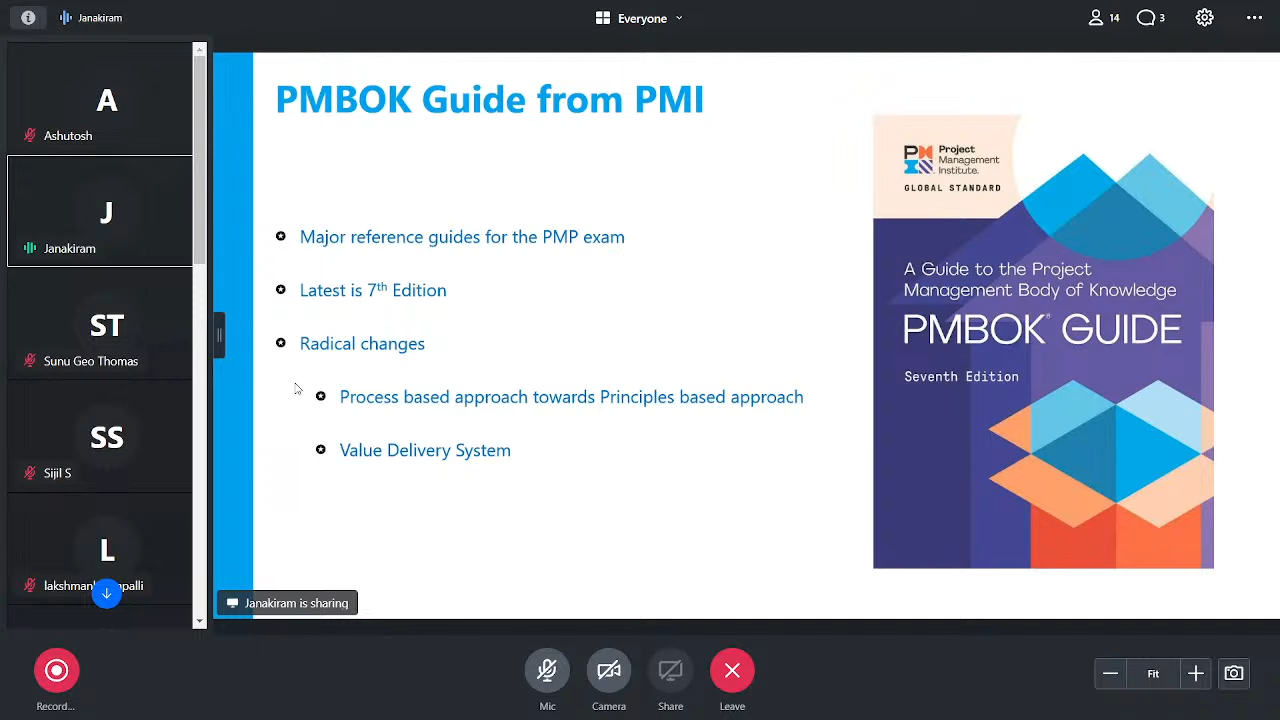 Janakiram
Everyone
14
3
A
Ashutosh
J
Janakiram
ST
Sunu Geo Thomas
SS
Sijil S
L
PMBOK Guide from PMI
Major reference guides for the PMP exam
Latest is 7th Edition
Radical changes
Process based approach towards Principles based approach
Value Delivery System
Project
Management
Institute.
GLOBAL STANDARD
A Guide to the Project
Management Body of Knowledge
PMBOK® GUIDE
Seventh Edition
Janakiram is sharing
Record...
Mic
Camera
Share
Leave
Fit